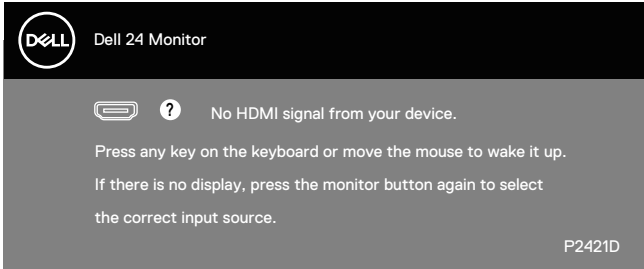 DELL
Dell 24 Monitor
? No HDMI signal from your device.
Press any key on the keyboard or move the mouse to wake it up.
If there is no display, press the monitor button again to select
the correct input source.
P2421D